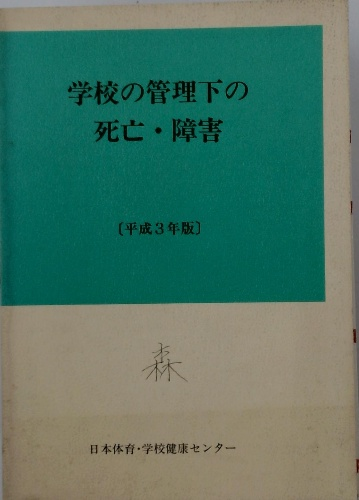 学校の管理下の
死亡・障害
〔平成3年版〕
森
日本体育・学校健康センター